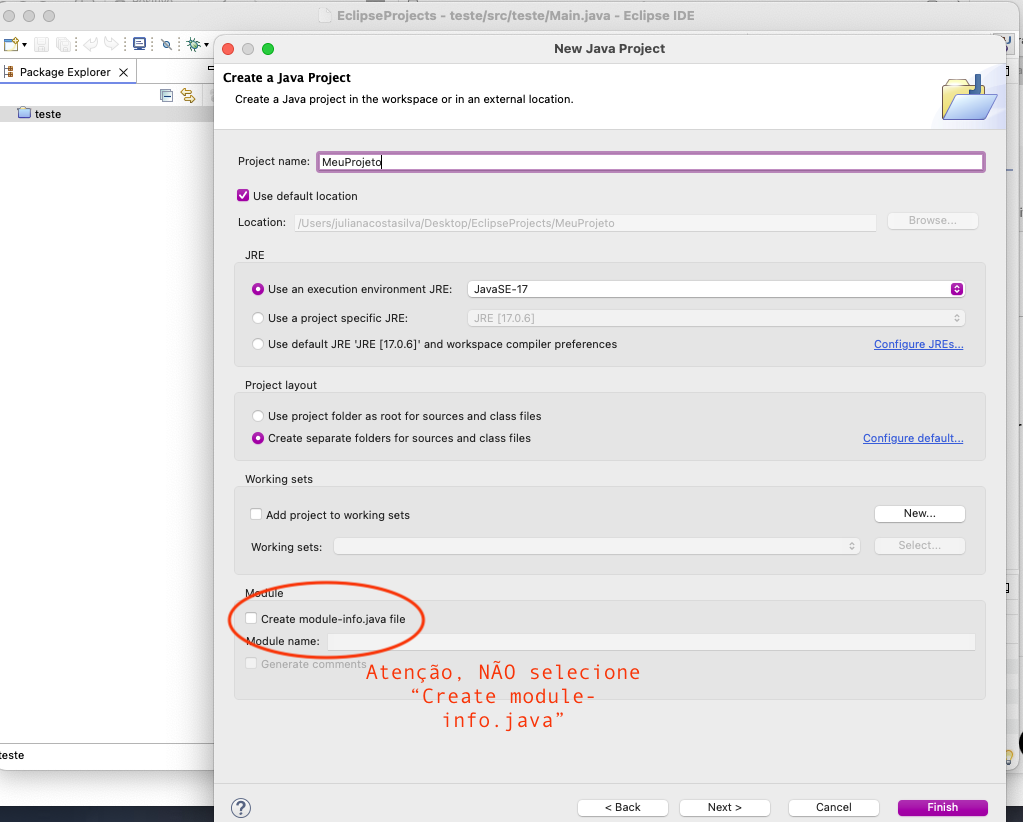 EclipseProjects - teste/src/teste/Main.java - Eclipse IDE
New Java Project
Package Explorer
teste
Create a Java Project
Create a Java project in the workspace or in an external location.
Project name: MeuProjeto
Use default location
Location: /Users/julianacostasilva/Desktop/EclipseProjects/MeuProjeto Browse...
JRE
Use an execution environment JRE: JavaSE-17
Use a project specific JRE: JRE [17.0.6]
Use default JRE 'JRE [17.0.6]' and workspace compiler preferences Configure JREs...
Project layout
Use project folder as root for sources and class files
Create separate folders for sources and class files Configure default...
Working sets
Add project to working sets New...
Working sets: Select...
Module
Create module-info.java file
Module name:
Generate comments
Atenção, NÃO selecione
“Create module-
info.java”
teste
? < Back Next > Cancel Finish